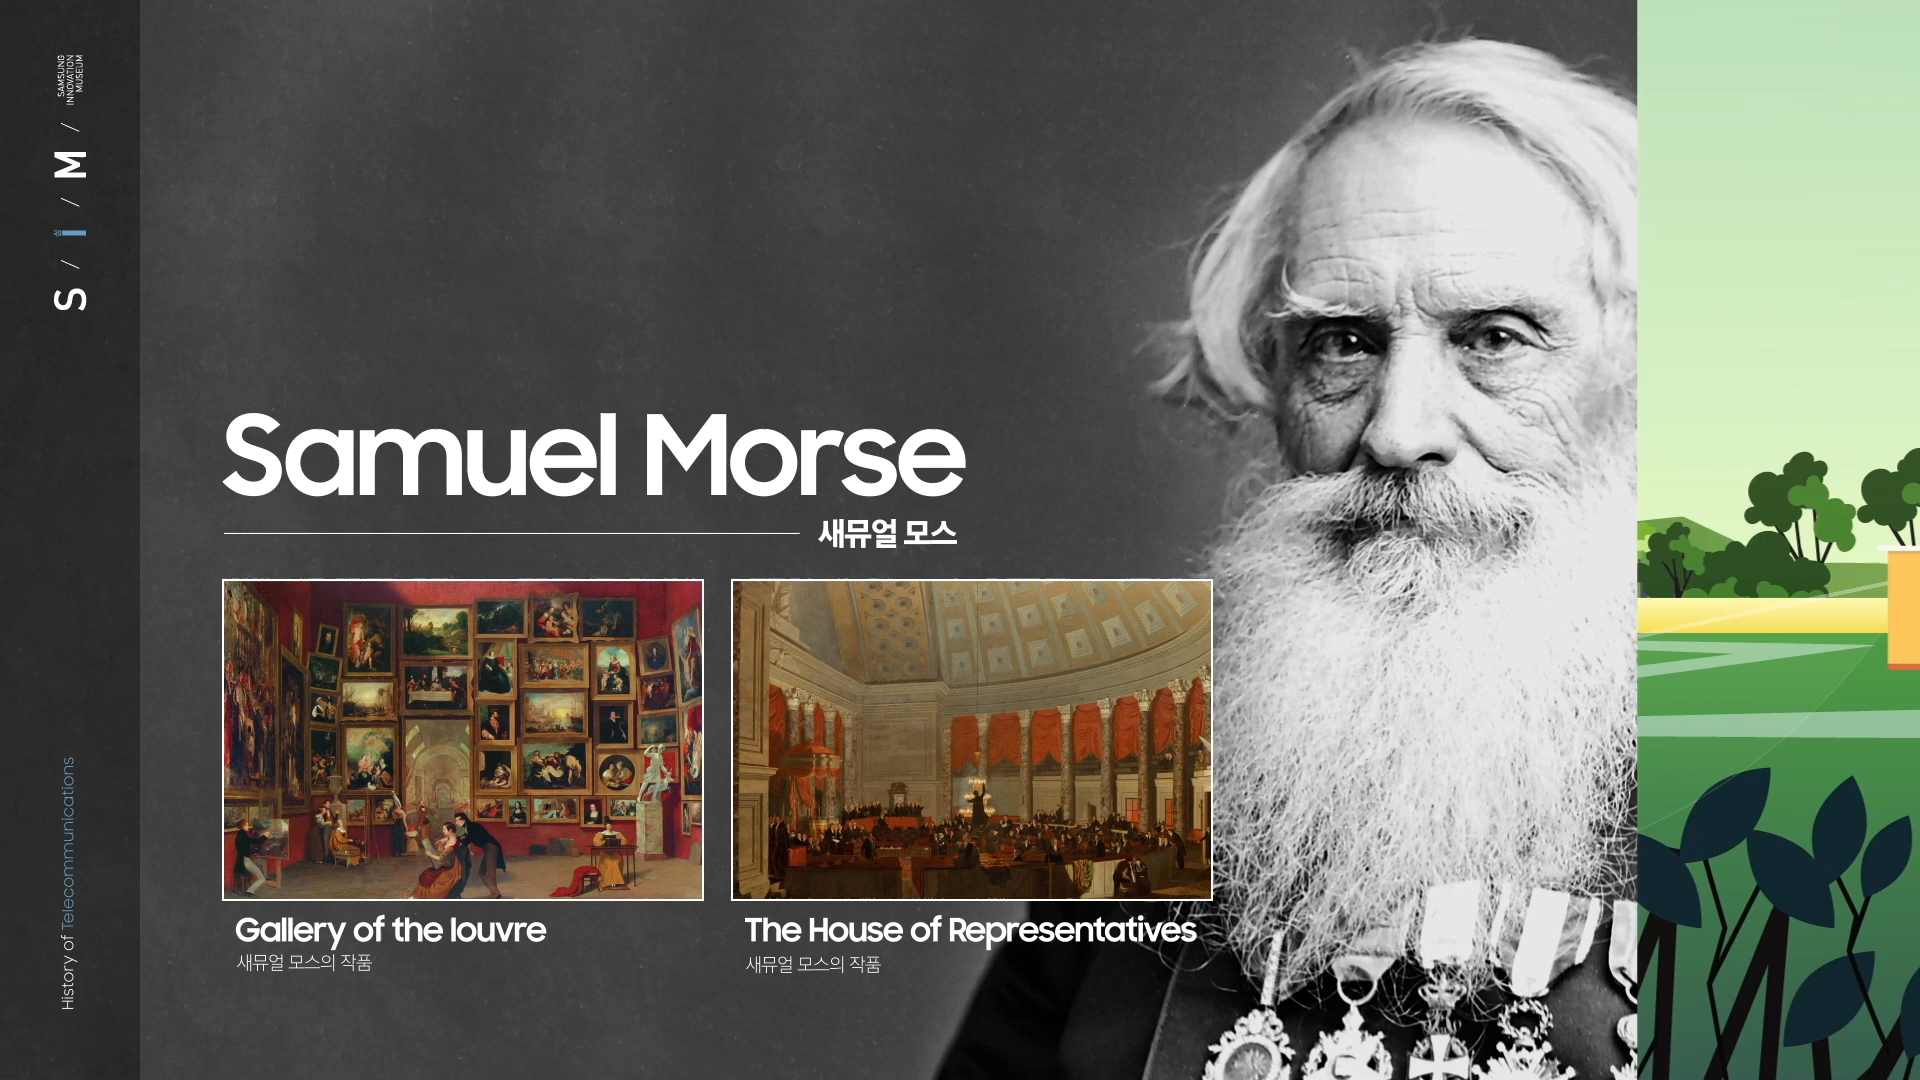 SAMSUNG
INNOVATION
MUSEUM
S / i / M /
History of Telecommunications
Samuel Morse
새뮤얼 모스
Gallery of the louvre
새뮤얼 모스의 작품
The House of Representatives
새뮤얼 모스의 작품